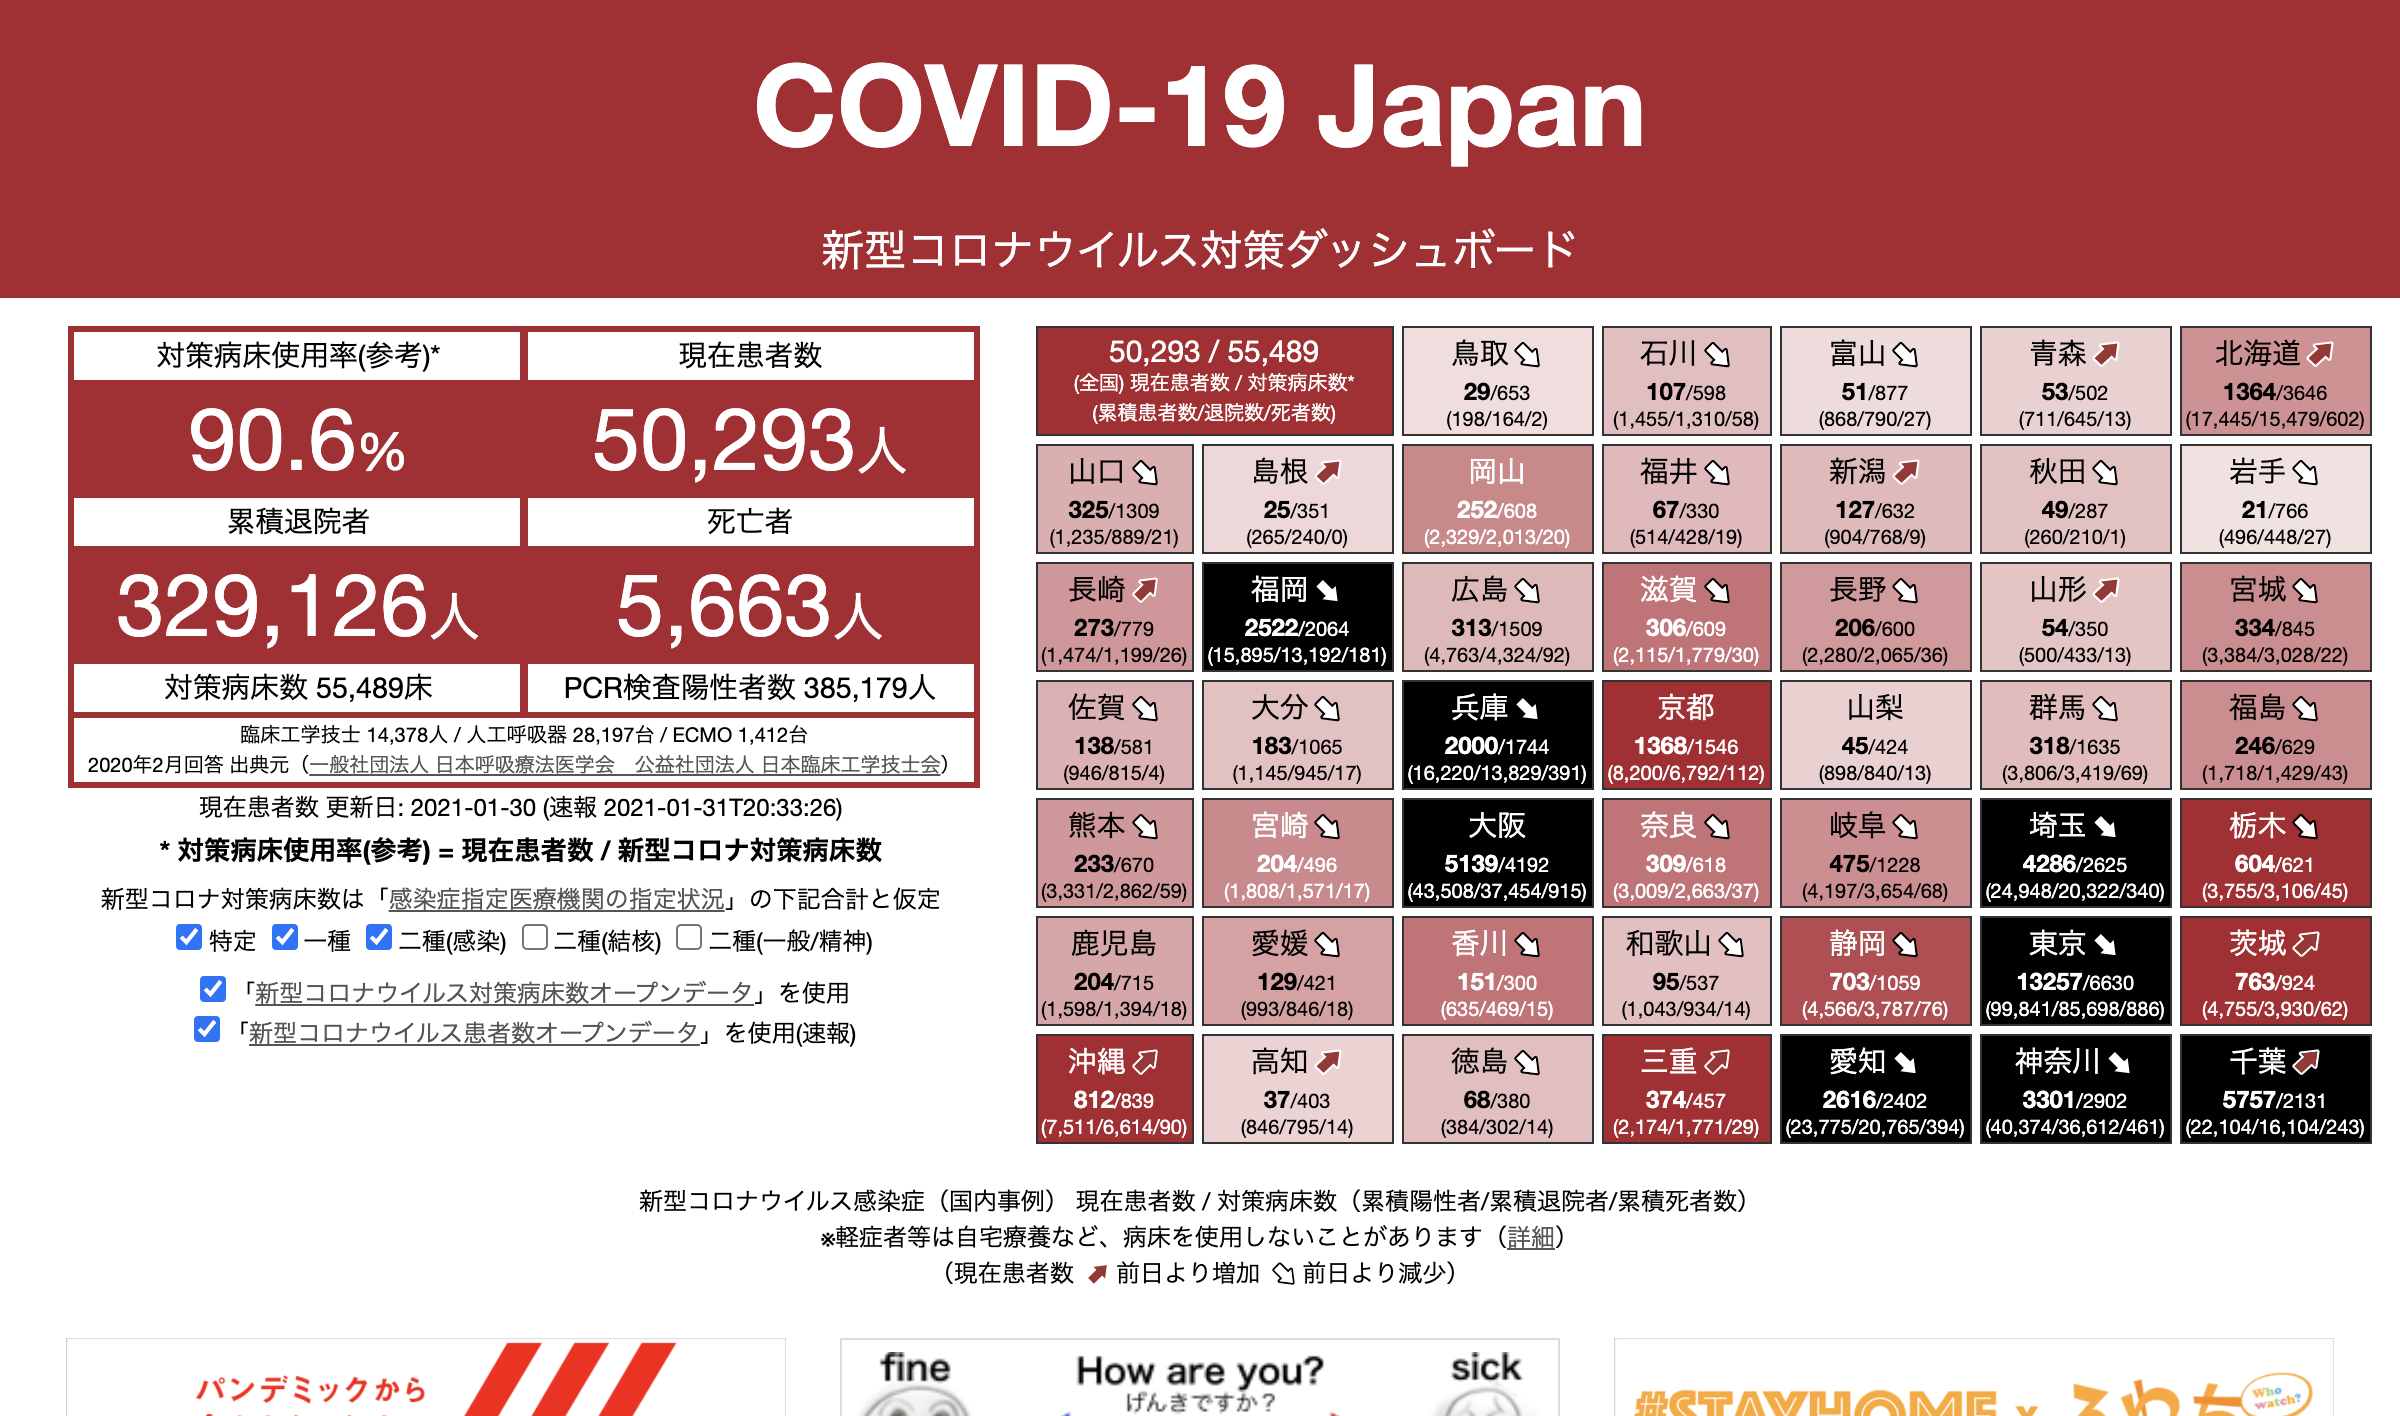 COVID-19 Japan
新型コロナウイルス対策ダッシュボード
対策病床使用率(参考)*
現在患者数
90.6%
50,293人
累積退院者
死亡者
329,126人
5,663人
対策病床数 55,489床
PCR検査陽性者数 385,179人
臨床工学技士 14,378人 / 人工呼吸器 28,197台 / ECMO 1,412台
2020年2月回答 出典元（一般社団法人 日本呼吸療法医学会　公益社団法人 日本臨床工学技士会）
現在患者数 更新日: 2021-01-30 (速報 2021-01-31T20:33:26)
* 対策病床使用率(参考) = 現在患者数 / 新型コロナ対策病床数
新型コロナ対策病床数は「感染症指定医療機関の指定状況」の下記合計と仮定
特定 一種 二種(感染) 二種(結核) 二種(一般/精神)
「新型コロナウイルス対策病床数オープンデータ」を使用
「新型コロナウイルス患者数オープンデータ」を使用(速報)
50,293 / 55,489
(全国) 現在患者数 / 対策病床数*
(累積患者数/退院数/死者数)
鳥取
29/653
(198/164/2)
石川
107/598
(1,455/1,310/58)
富山
51/877
(868/790/27)
青森
53/502
(711/645/13)
北海道
1364/3646
(17,445/15,479/602)
山口
325/1309
(1,235/889/21)
島根
25/351
(265/240/0)
岡山
252/608
(2,329/2,013/20)
福井
67/330
(514/428/19)
新潟
127/632
(904/768/9)
秋田
49/287
(260/210/1)
岩手
21/766
(496/448/27)
長崎
273/779
(1,474/1,199/26)
福岡
2522/2064
(15,895/13,192/181)
広島
313/1509
(4,763/4,324/92)
滋賀
306/609
(2,115/1,779/30)
長野
206/600
(2,280/2,065/36)
山形
54/350
(500/433/13)
宮城
334/845
(3,384/3,028/22)
佐賀
138/581
(946/815/4)
大分
183/1065
(1,145/945/17)
兵庫
2000/1744
(16,220/13,829/391)
京都
1368/1546
(8,200/6,792/112)
山梨
45/424
(898/840/13)
群馬
318/1635
(3,806/3,419/69)
福島
246/629
(1,718/1,429/43)
熊本
233/670
(3,331/2,862/59)
宮崎
204/496
(1,808/1,571/17)
大阪
5139/4192
(43,508/37,454/915)
奈良
309/618
(3,009/2,663/37)
岐阜
475/1228
(4,197/3,654/68)
埼玉
4286/2625
(24,948/20,322/340)
栃木
604/621
(3,755/3,106/45)
鹿児島
204/715
(1,598/1,394/18)
愛媛
129/421
(993/846/18)
香川
151/300
(635/469/15)
和歌山
95/537
(1,043/934/14)
静岡
703/1059
(4,566/3,787/76)
東京
13257/6630
(99,841/85,698/886)
茨城
763/924
(4,755/3,930/62)
沖縄
812/839
(7,511/6,614/90)
高知
37/403
(846/795/14)
徳島
68/380
(384/302/14)
三重
374/457
(2,174/1,771/29)
愛知
2616/2402
(23,775/20,765/394)
神奈川
3301/2902
(40,374/36,612/461)
千葉
5757/2131
(22,104/16,104/243)
新型コロナウイルス感染症（国内事例） 現在患者数 / 対策病床数（累積陽性者/累積退院者/累積死者数）
※軽症者等は自宅療養など、病床を使用しないことがあります（詳細）
（現在患者数 前日より増加 前日より減少）
パンデミックから
fine
How are you?
げんきですか？
sick
#STAYHOME x
Who watch?